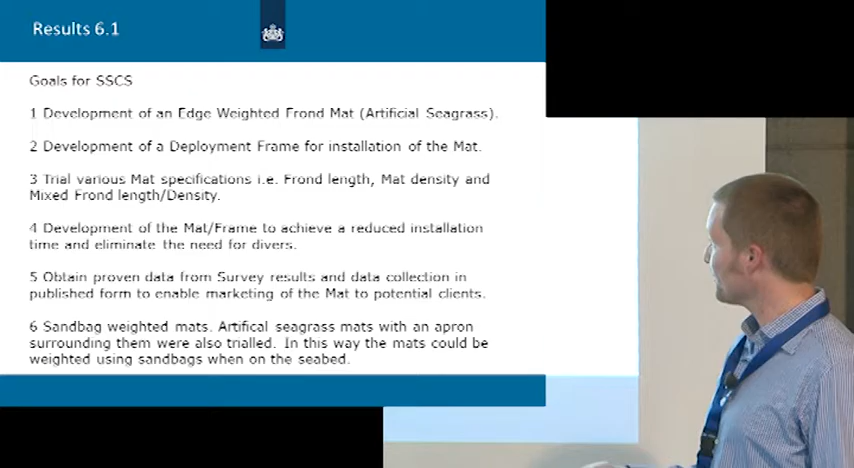 Results 6.1
Goals for SSCS
1 Development of an Edge Weighted Frond Mat (Artificial Seagrass).
2 Development of a Deployment Frame for installation of the Mat.
3 Trial various Mat specifications i.e. Frond length, Mat density and
Mixed Frond length/Density.
4 Development of the Mat/Frame to achieve a reduced installation
time and eliminate the need for divers.
5 Obtain proven data from Survey results and data collection in
published form to enable marketing of the Mat to potential clients.
6 Sandbag weighted mats. Artifical seagrass mats with an apron
surrounding them were also trialled. In this way the mats could be
weighted using sandbags when on the seabed.